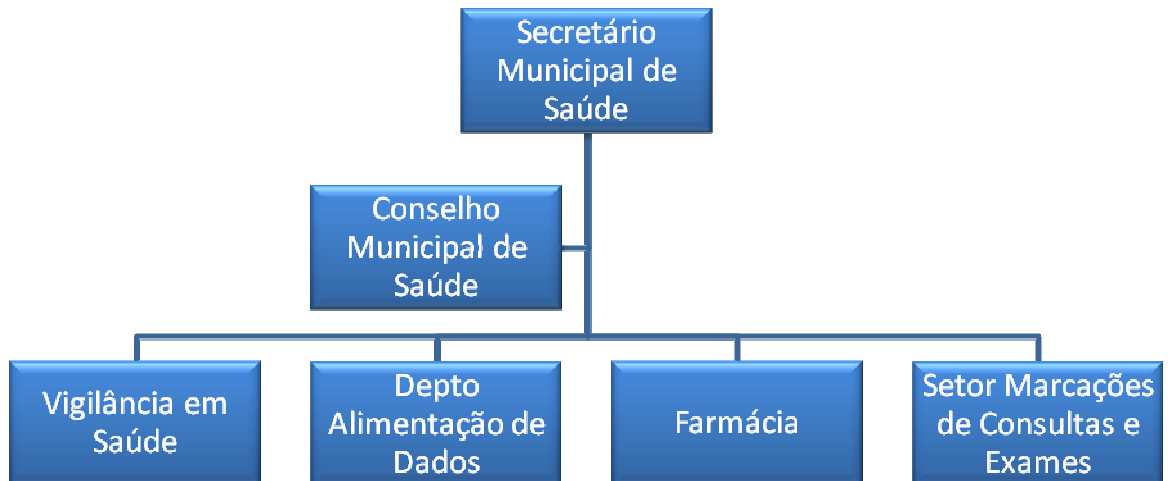 Secretário
Municipal de
Saúde
Conselho
Municipal de
Saúde
Vigilância em
Saúde
Depto
Alimentação de
Dados
Farmácia
Setor Marcações
de Consultas e
Exames